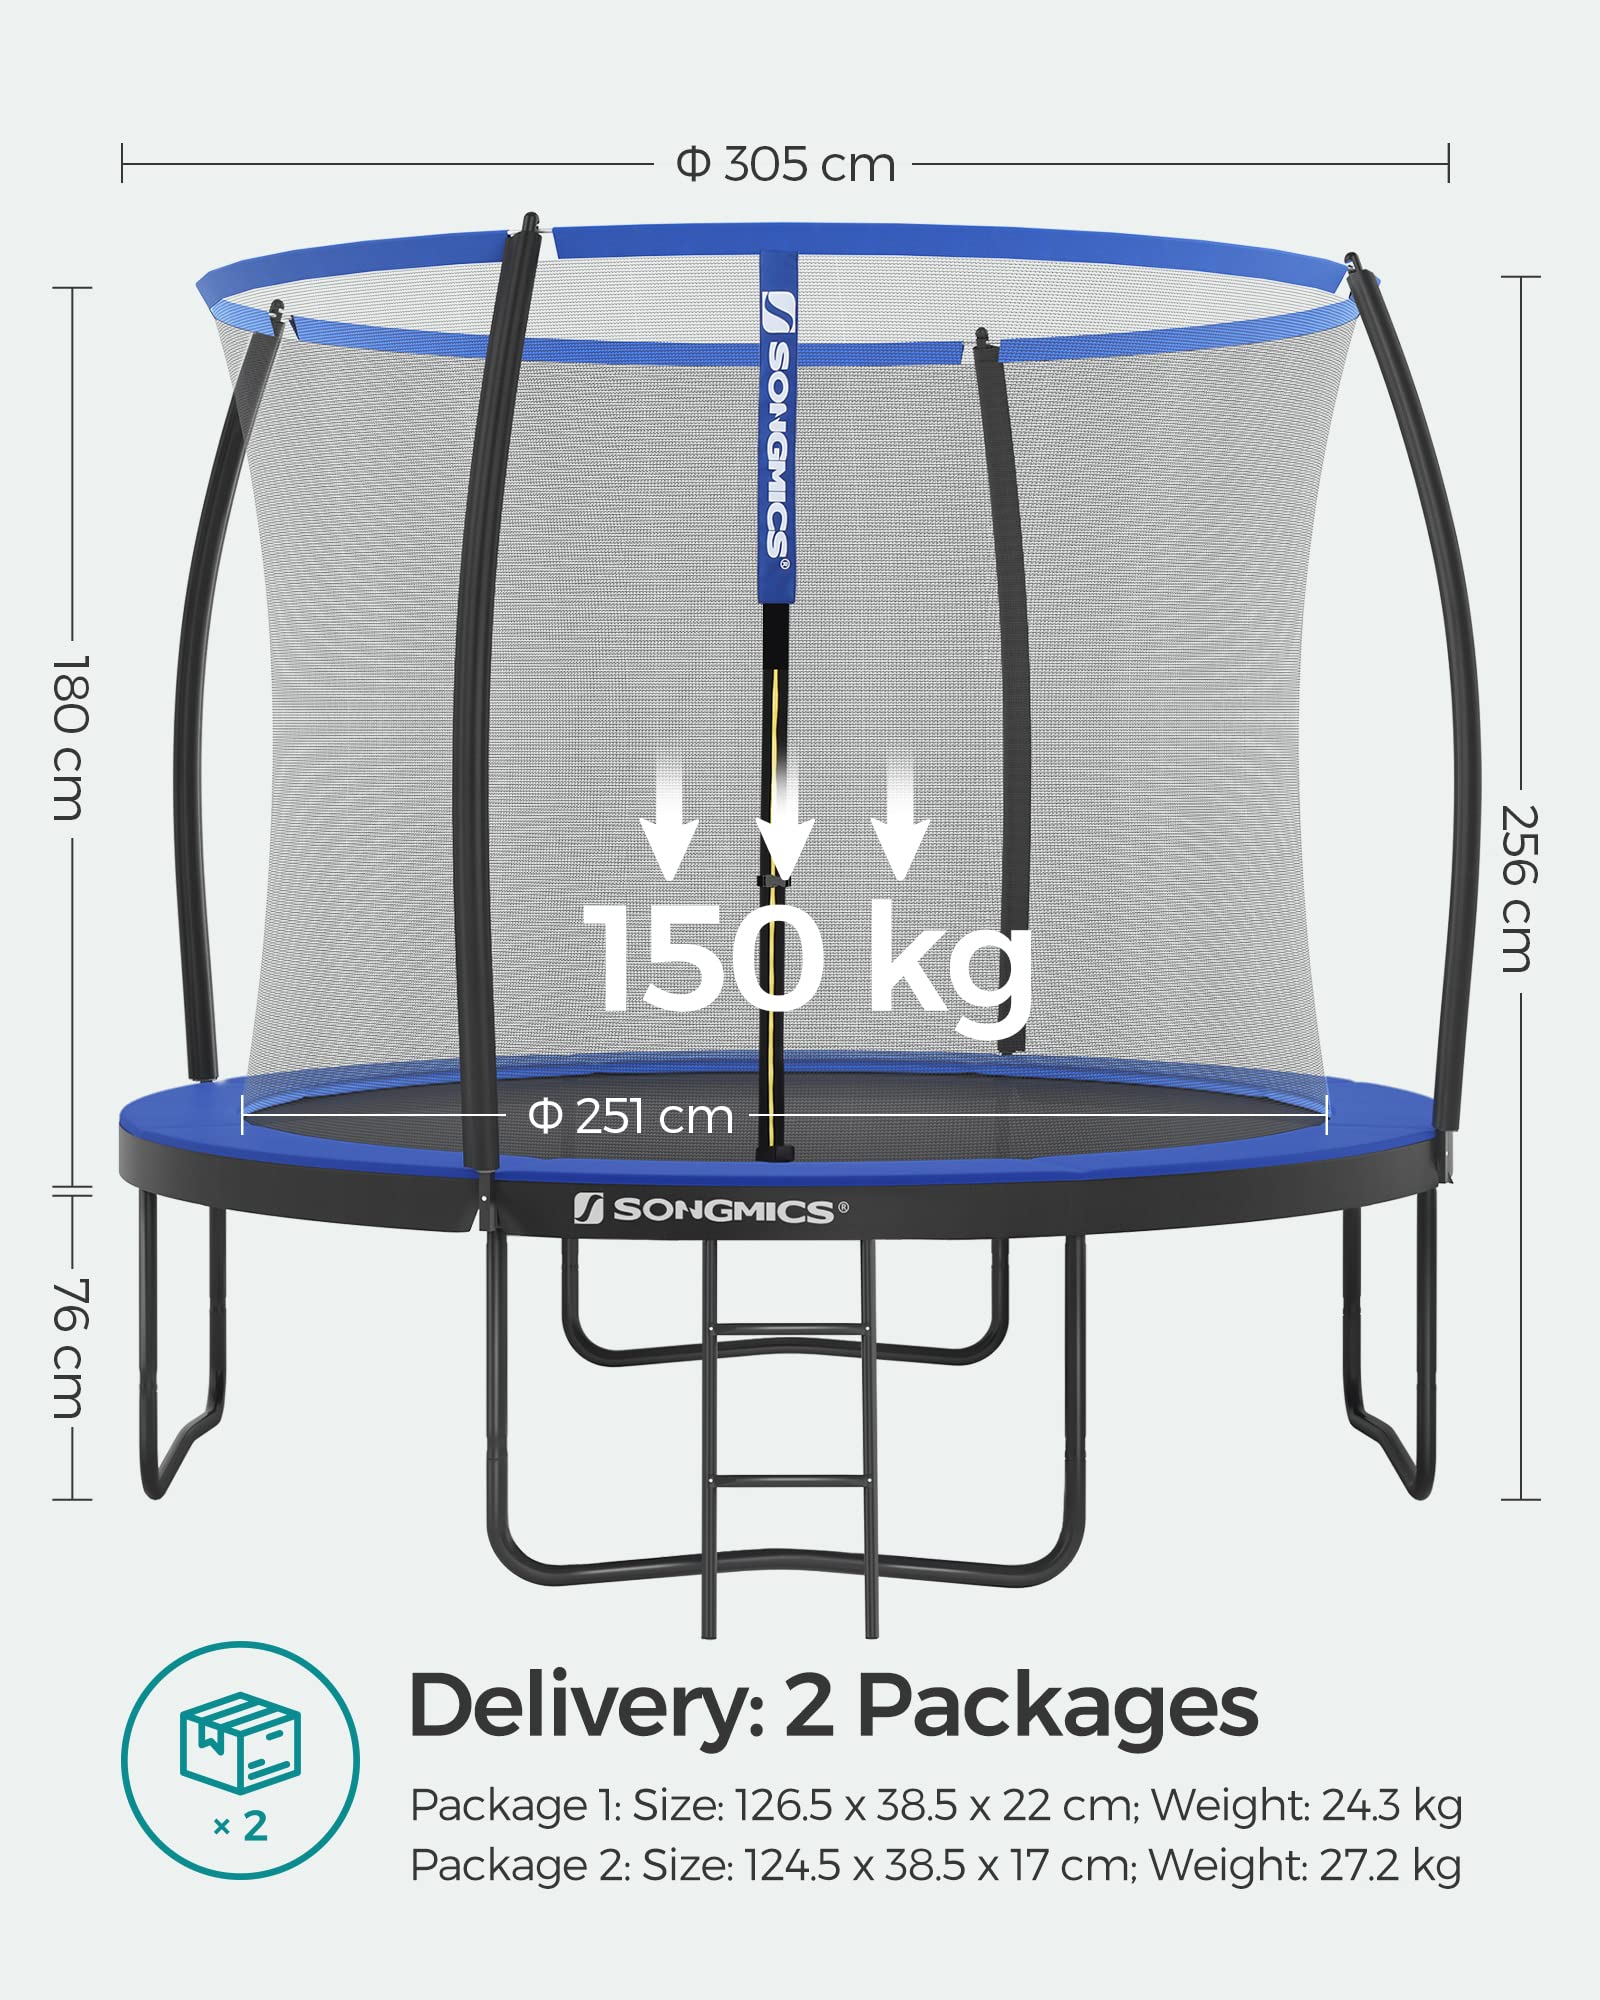 Φ 305 cm
SONGMICS®
180 cm
256 cm
150 kg
Φ 251 cm
SONGMICS®
76 cm
× 2
Delivery: 2 Packages
Package 1: Size: 126.5 x 38.5 x 22 cm; Weight: 24.3 kg
Package 2: Size: 124.5 x 38.5 x 17 cm; Weight: 27.2 kg